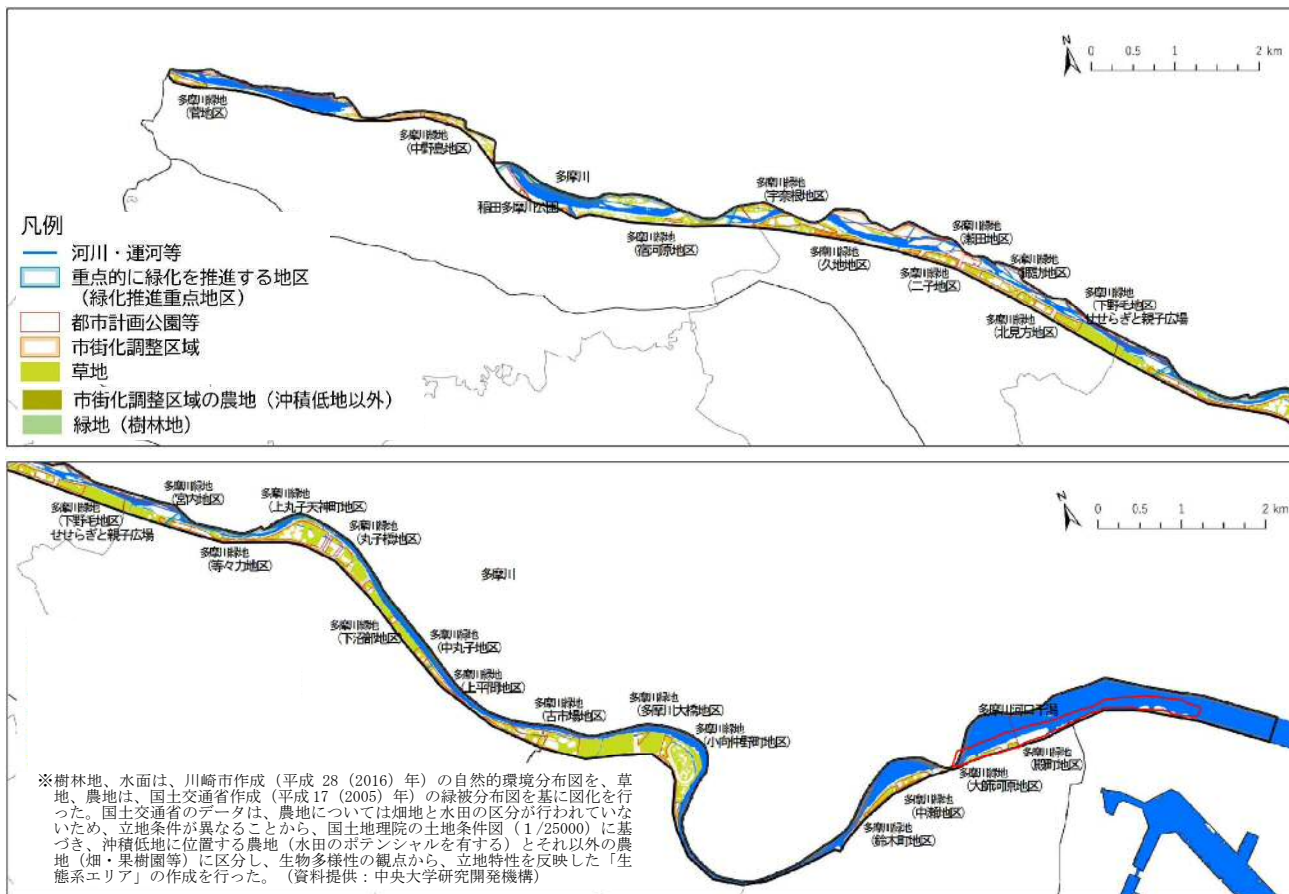 N
0 0.5 1 2 km
多摩川緑地
(菅地区)
多摩川緑地
(中野島地区)
多摩川
稲田多摩川公園
多摩川緑地
(宿河原地区)
多摩川緑地
(宇奈根地区)
多摩川緑地
(久地地区)
多摩川緑地
(瀬田地区)
多摩川緑地
(二子地区)
多摩川緑地
(諏訪地区)
多摩川緑地
(北見方地区)
多摩川緑地
(下野毛地区)
せせらぎと親子広場
凡例
河川・運河等
重点的に緑化を推進する地区
(緑化推進重点地区)
都市計画公園等
市街化調整区域
草地
市街化調整区域の農地(沖積低地以外)
緑地(樹林地)
N
0 0.5 1 2 km
多摩川緑地
(下野毛地区)
せせらぎと親子広場
多摩川緑地
(宮内地区)
多摩川緑地
(等々力地区)
多摩川緑地
(上丸子天神町地区)
多摩川緑地
(丸子橋地区)
多摩川
多摩川緑地
(下沼部地区)
多摩川緑地
(中丸子地区)
多摩川緑地
(上平間地区)
多摩川緑地
(古市場地区)
多摩川緑地
(多摩川大橋地区)
多摩川緑地
(小向仲野町地区)
多摩川河口干潟
多摩川緑地
(殿町地区)
多摩川緑地
(大師河原地区)
多摩川緑地
(中瀬地区)
多摩川緑地
(鈴木町地区)
※樹林地、水面は、川崎市作成(平成 28(2016)年)の自然的環境分布図を、草
地、農地は、国土交通省作成(平成 17(2005)年)の緑被分布図を基に図化を行
った。国土交通省のデータは、農地については畑地と水田の区分が行われていな
いため、立地条件が異なることから、国土地理院の土地条件図(1/25000)に基
づき、沖積低地に位置する農地(水田のポテンシャルを有する)とそれ以外の農
地(畑・果樹園等)に区分し、生物多様性の観点から、立地特性を反映した「生
態系エリア」の作成を行った。(資料提供:中央大学研究開発機構)